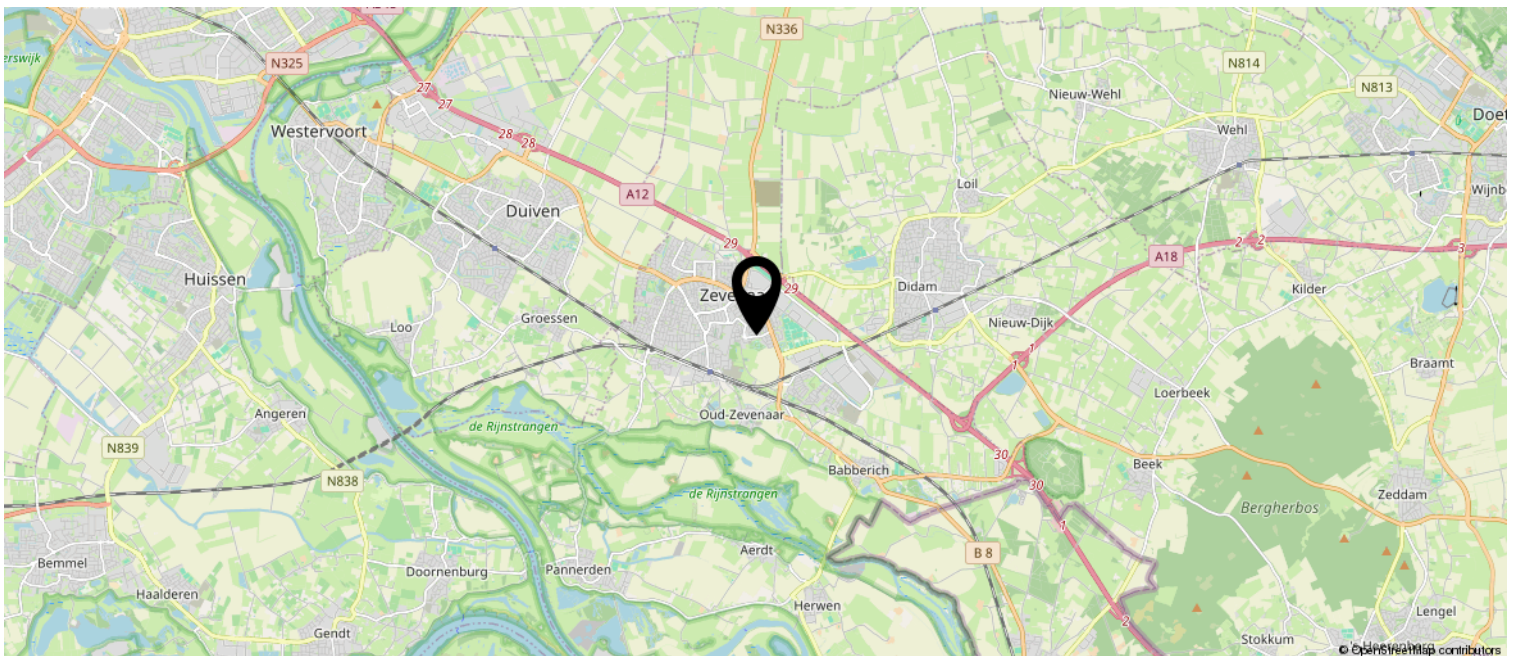 N336
N325
erswijk
27
27
N814
N813
Nieuw-Wehl
Doet
28
28
Westervoort
Wehl
A12
Loil
Wijnb
Duiven
29
A18
2
2
3
Huissen
29
Didam
Kilder
Zeve
Groessen
Loo
Nieuw-Dijk
1
1
Braamt
Loerbeek
Angeren
Oud-Zevenaar
de Rijnstrangen
N839
30
Babberich
Beek
N838
30
de Rijnstrangen
Zeddam
Bergherbos
1
Aerdt
B 8
Bemmel
Doornenburg
Pannerden
Haalderen
Herwen
Lengel
2
Gendt
Stokkum
's-Heerenberg
© OpenStreetMap contributors